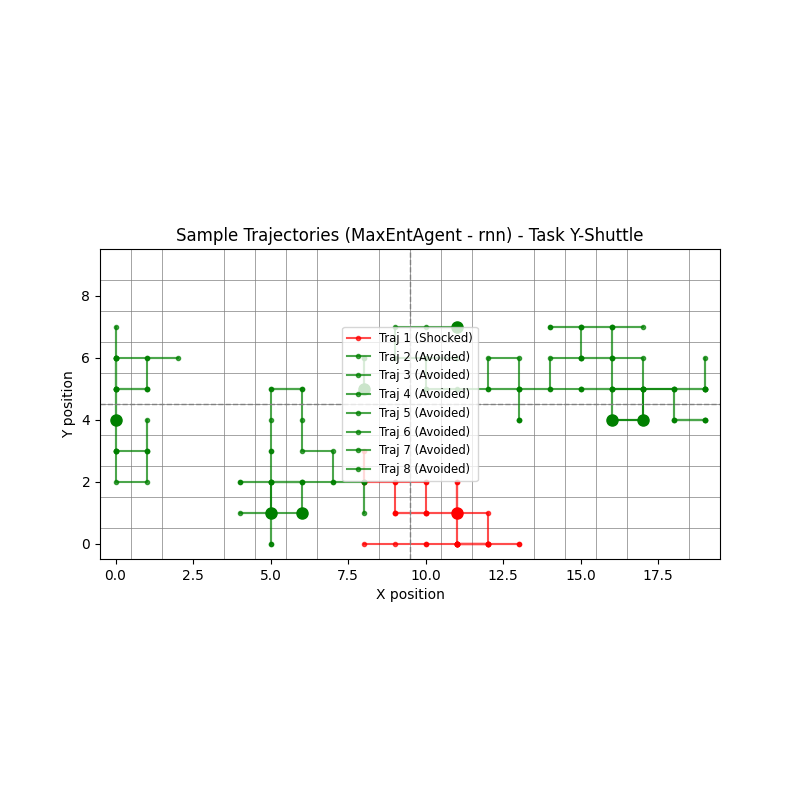 Sample Trajectories (MaxEntAgent - rnn) - Task Y-Shuttle
Traj 1 (Shocked)
Traj 2 (Avoided)
Traj 3 (Avoided)
Traj 4 (Avoided)
Traj 5 (Avoided)
Traj 6 (Avoided)
Traj 7 (Avoided)
Traj 8 (Avoided)
Y position
8
6
4
2
0
0.0 2.5 5.0 7.5 10.0 12.5 15.0 17.5
X position